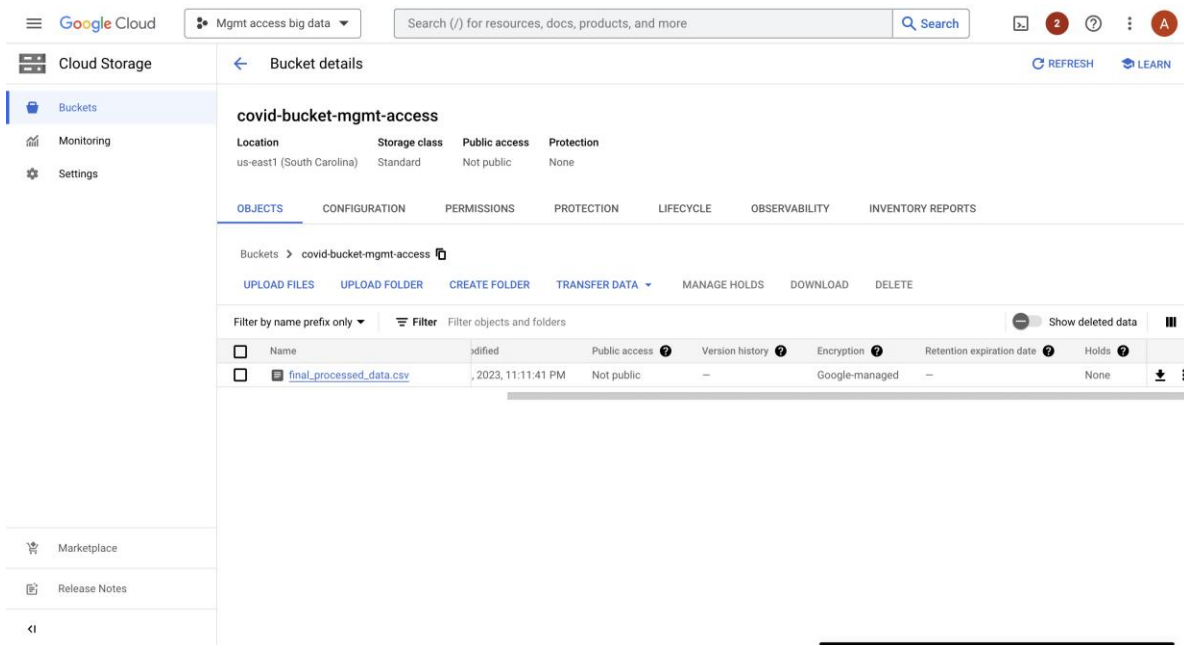 Google Cloud
Mgmt access big data
Search (/) for resources, docs, products, and more
Search
2
A
Cloud Storage
Bucket details
REFRESH
LEARN
Buckets
Monitoring
Settings
covid-bucket-mgmt-access
Location Storage class Public access Protection
us-east1 (South Carolina) Standard Not public None
OBJECTS CONFIGURATION PERMISSIONS PROTECTION LIFECYCLE OBSERVABILITY INVENTORY REPORTS
Buckets > covid-bucket-mgmt-access
UPLOAD FILES UPLOAD FOLDER CREATE FOLDER TRANSFER DATA MANAGE HOLDS DOWNLOAD DELETE
Filter by name prefix only Filter Filter objects and folders Show deleted data
Name Public access Version history Encryption Retention expiration date Holds
final_processed_data.csv , 2023, 11:11:41 PM Not public — Google-managed — None
Marketplace
Release Notes